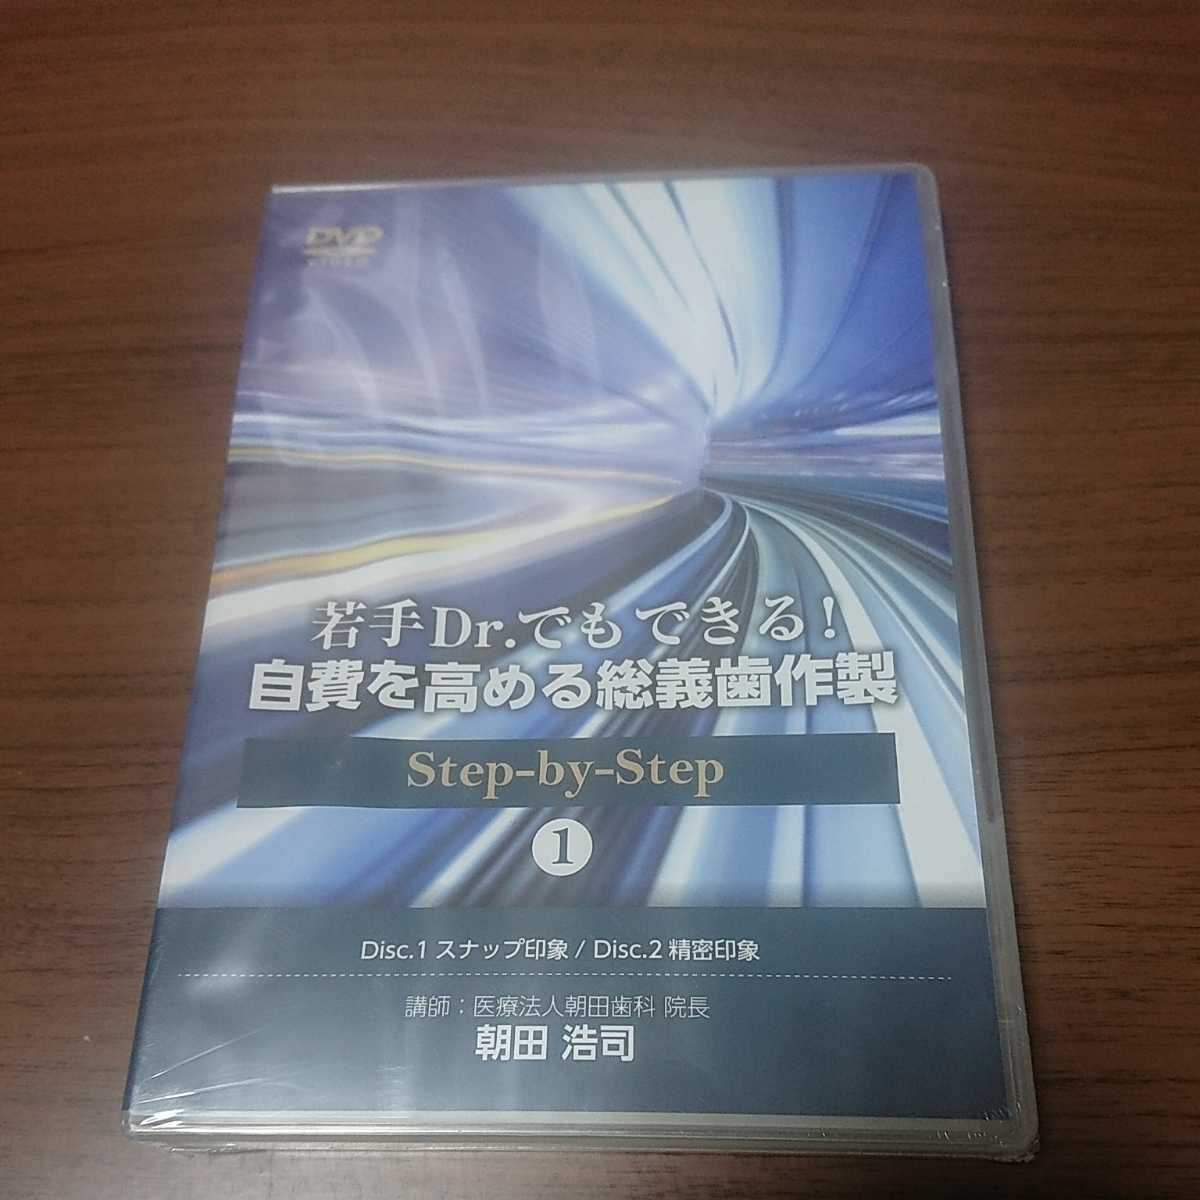 DVD
VIDEO
若手Dr.でもできる!
自費を高める総義歯作製
Step-by-Step
1
Disc.1 スナップ印象 / Disc.2 精密印象
講師:医療法人朝田歯科 院長
朝田 浩司